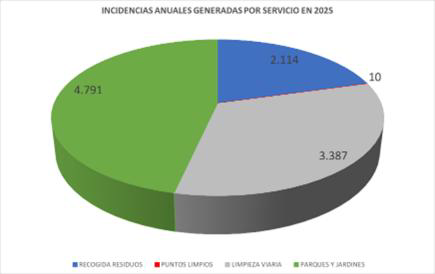 INCIDENCIAS ANUALES GENERADAS POR SERVICIO EN 2025
2.114
10
4.791
3.387
RECOGIDA RESIDUOS PUNTOS LIMPIOS LIMPIEZA VIARIA PARQUES Y JARDINES